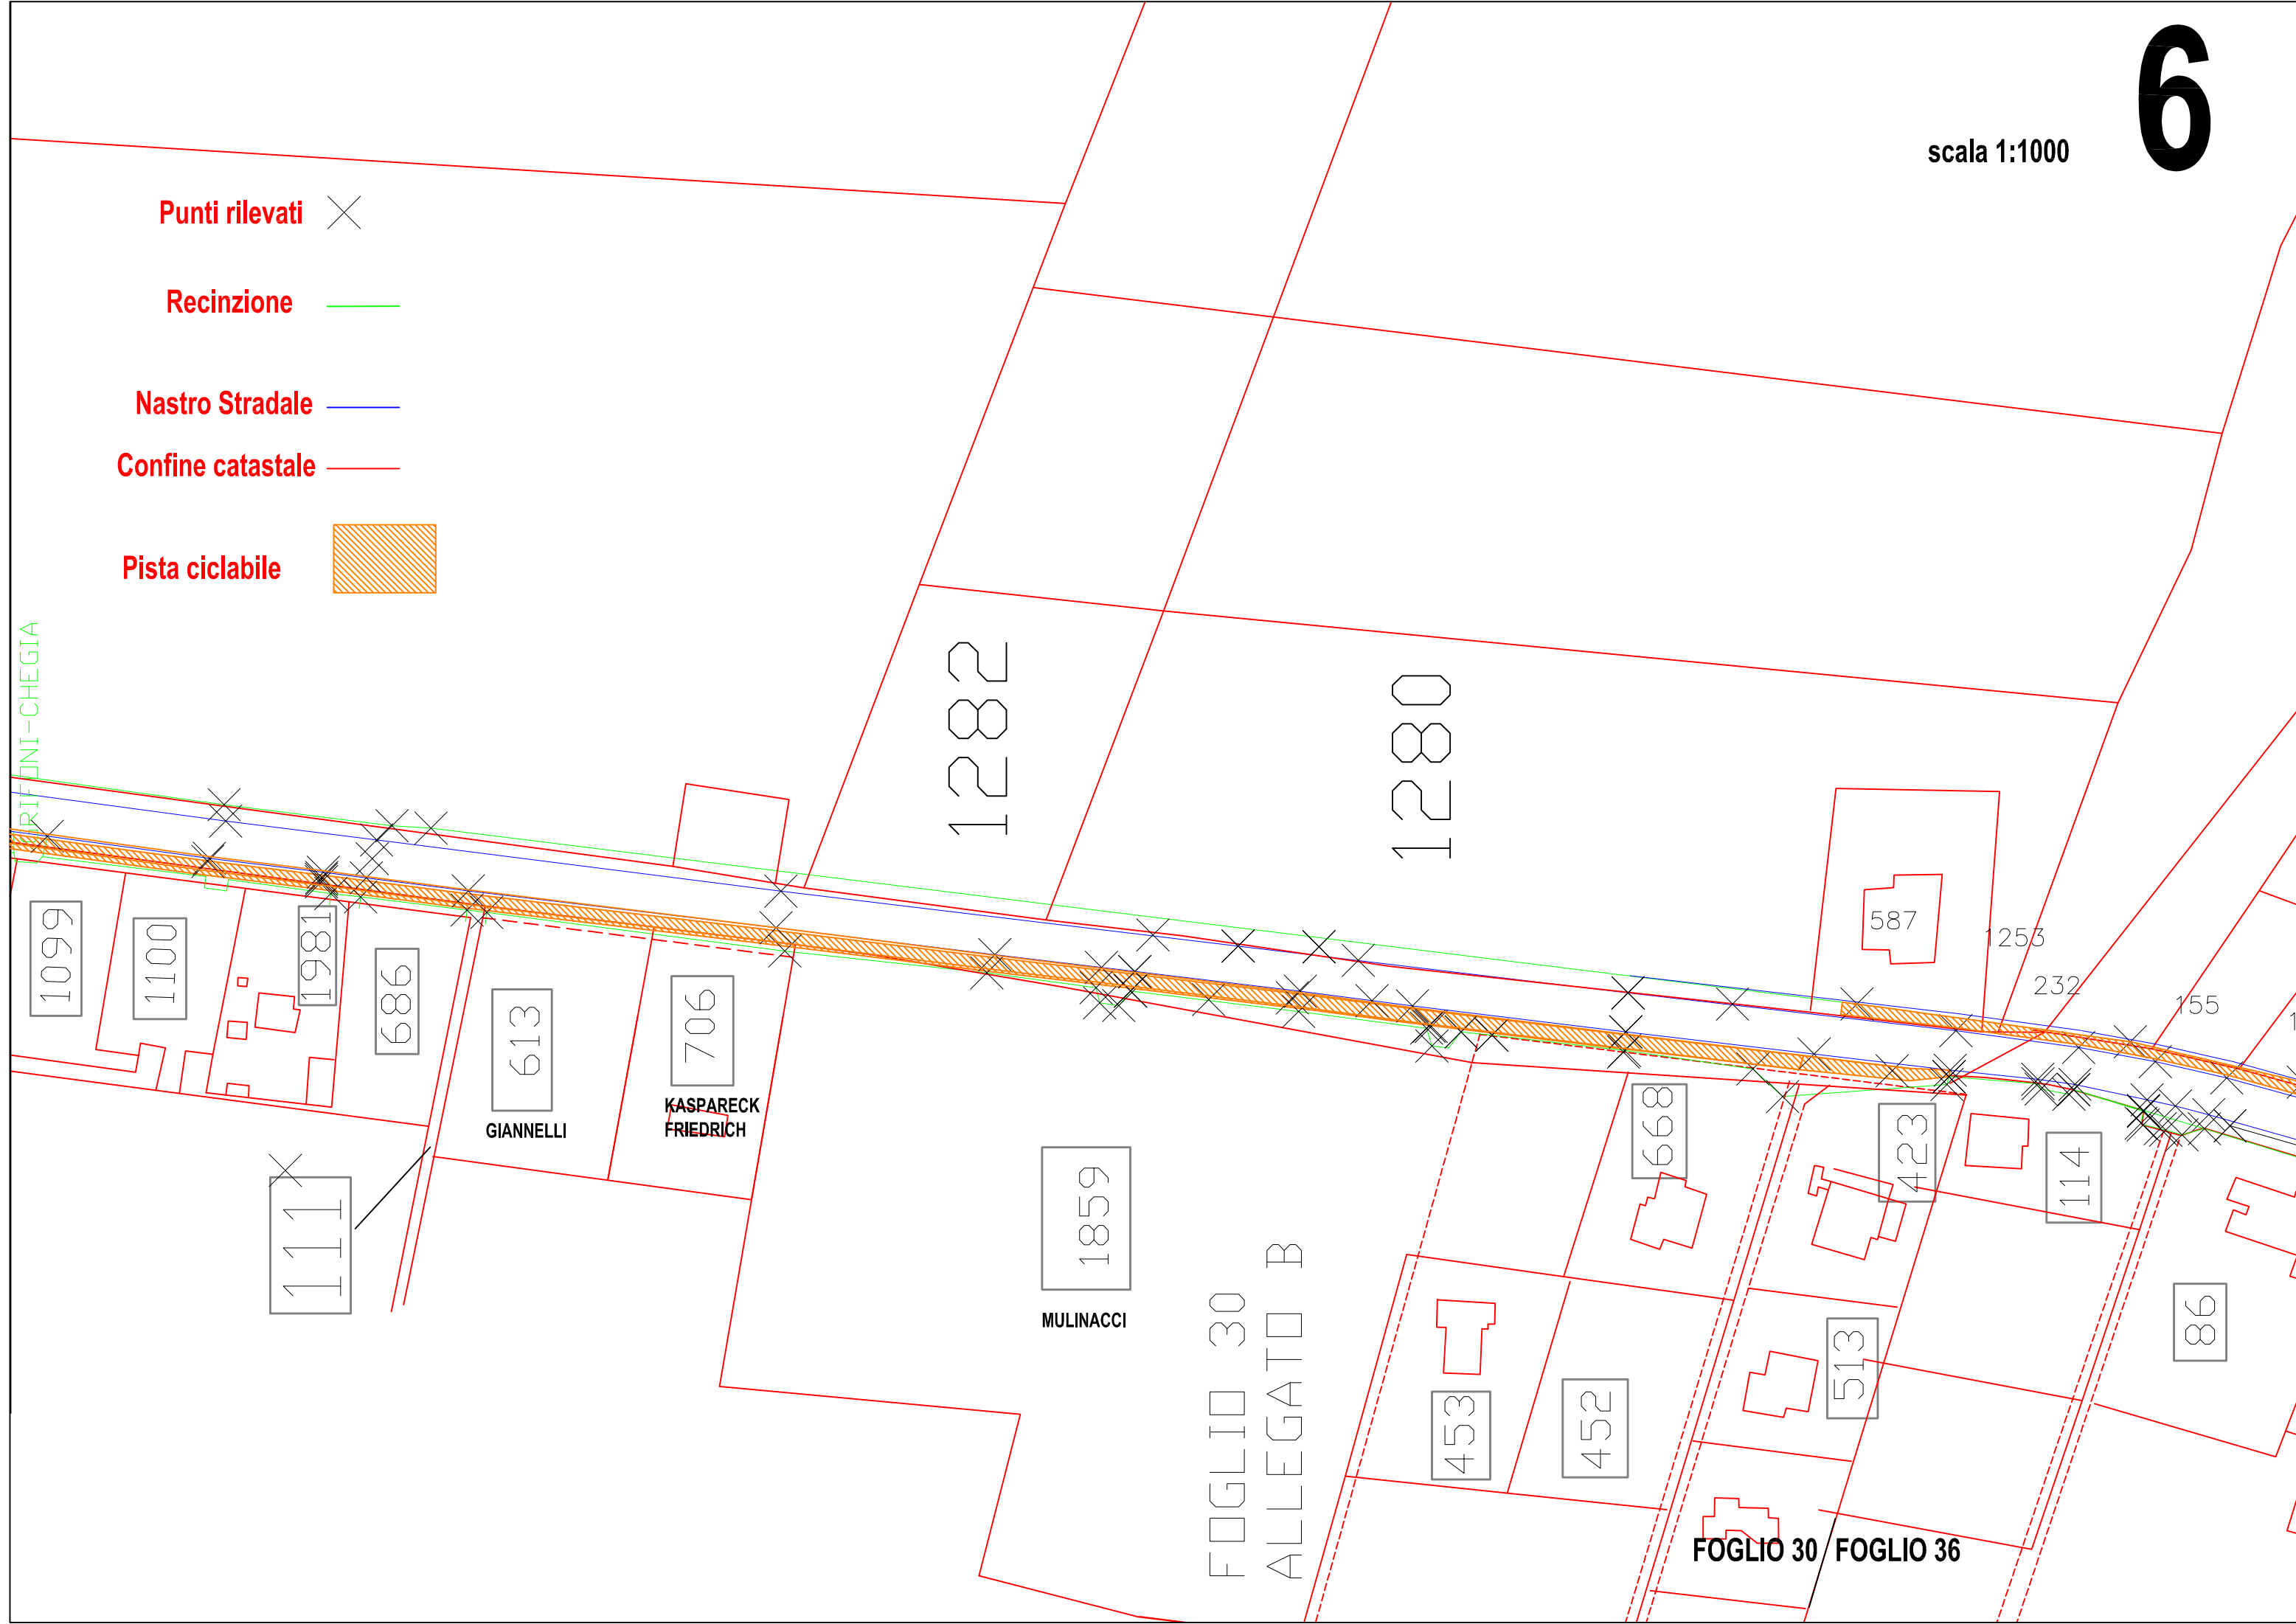 6
scala 1:1000
Punti rilevati
Recinzione
Nastro Stradale
Confine catastale
Pista ciclabile
1282
1280
587
1253
232
155
1099
1100
1981
686
613
706
GIANNELLI
KASPARECK
FRIEDRICH
111
1859
MULINACCI
668
423
114
86
513
453
452
FOGLIO 30
ALLEGATO B
FOGLIO 30
FOGLIO 36